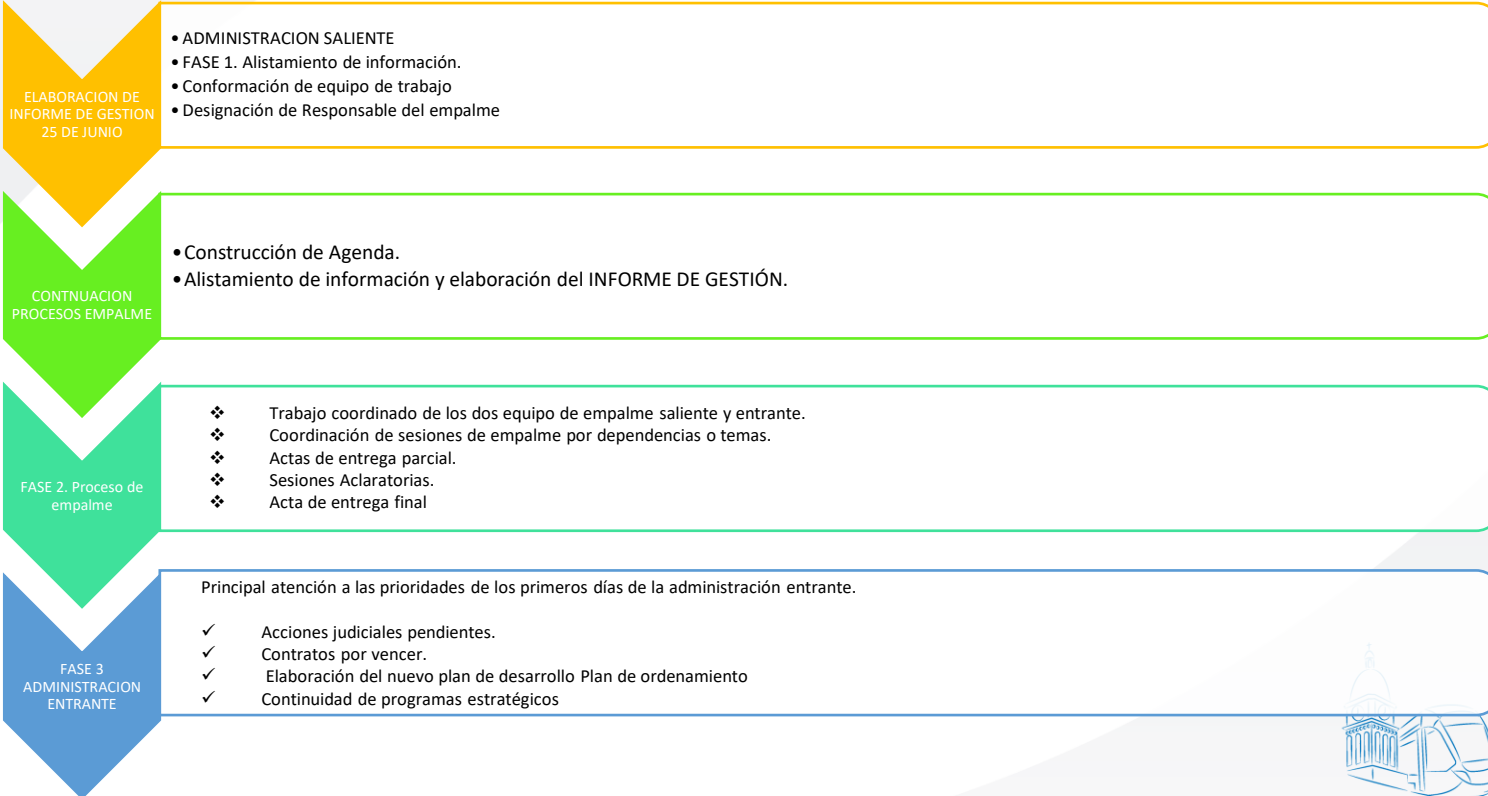 ELABORACION DE
INFORME DE GESTION
25 DE JUNIO
• ADMINISTRACION SALIENTE
• FASE 1. Alistamiento de información.
• Conformación de equipo de trabajo
• Designación de Responsable del empalme
CONTNUACION
PROCESOS EMPALME
• Construcción de Agenda.
• Alistamiento de información y elaboración del INFORME DE GESTIÓN.
FASE 2. Proceso de
empalme
❖ Trabajo coordinado de los dos equipo de empalme saliente y entrante.
❖ Coordinación de sesiones de empalme por dependencias o temas.
❖ Actas de entrega parcial.
❖ Sesiones Aclaratorias.
❖ Acta de entrega final
FASE 3
ADMINISTRACION
ENTRANTE
Principal atención a las prioridades de los primeros días de la administración entrante.
✓ Acciones judiciales pendientes.
✓ Contratos por vencer.
✓ Elaboración del nuevo plan de desarrollo Plan de ordenamiento
✓ Continuidad de programas estratégicos